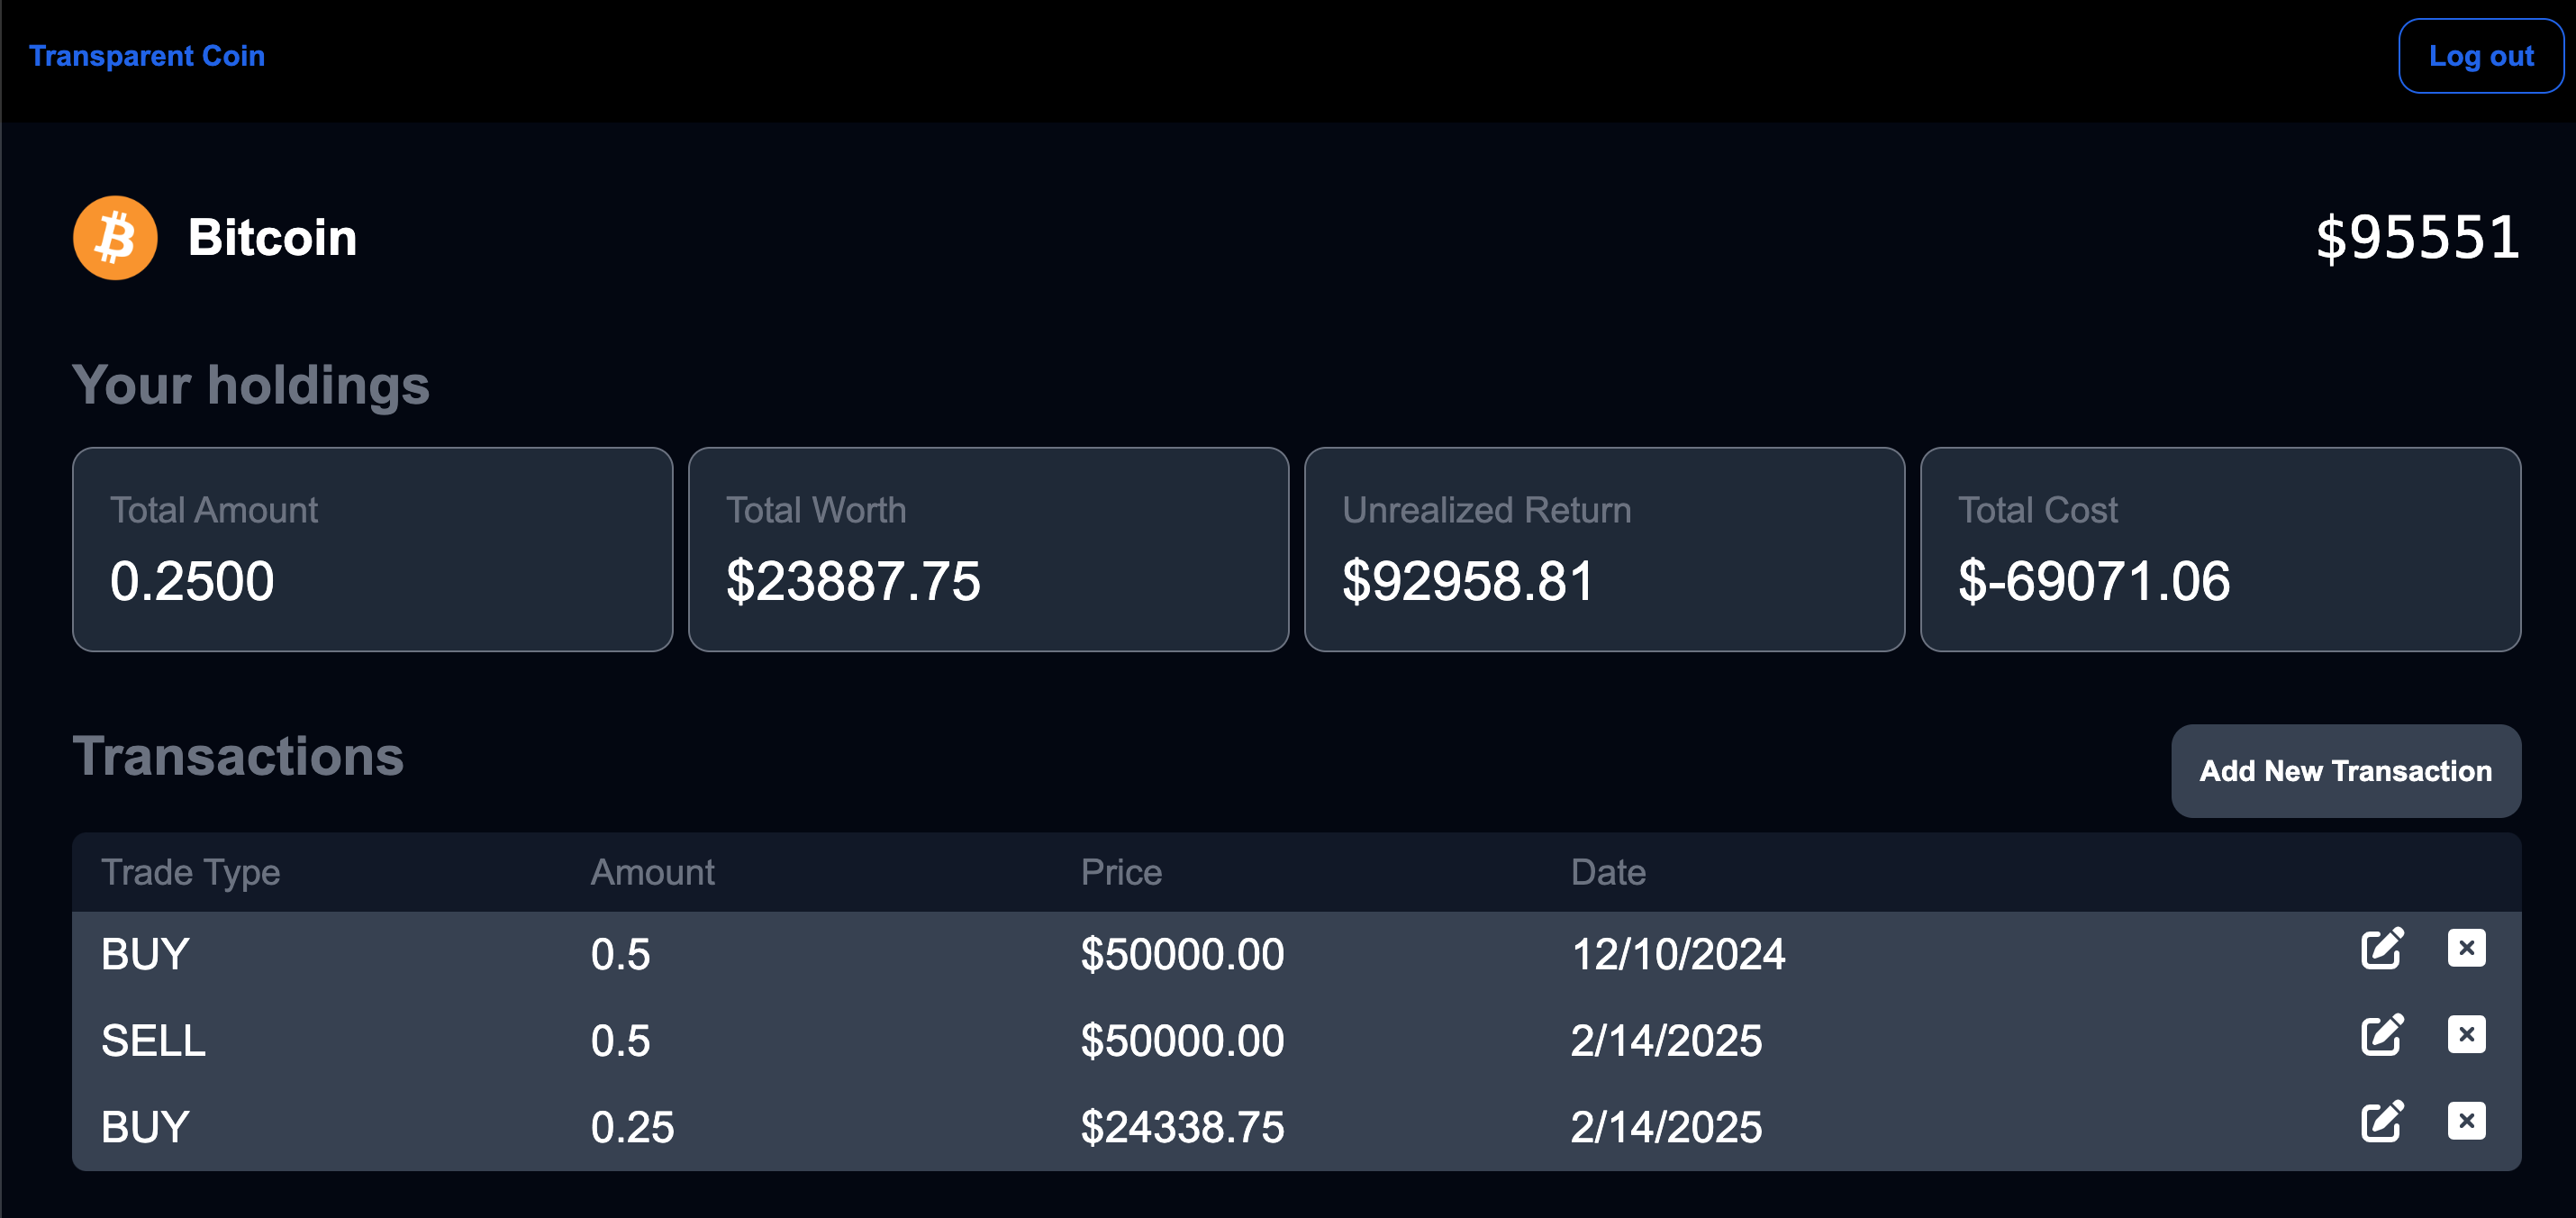 Transparent Coin Log out
Bitcoin $95551
Your holdings
Total Amount Total Worth Unrealized Return Total Cost
0.2500 $23887.75 $92958.81 $-69071.06
Transactions Add New Transaction
Trade Type Amount Price Date
BUY 0.5 $50000.00 12/10/2024
SELL 0.5 $50000.00 2/14/2025
BUY 0.25 $24338.75 2/14/2025